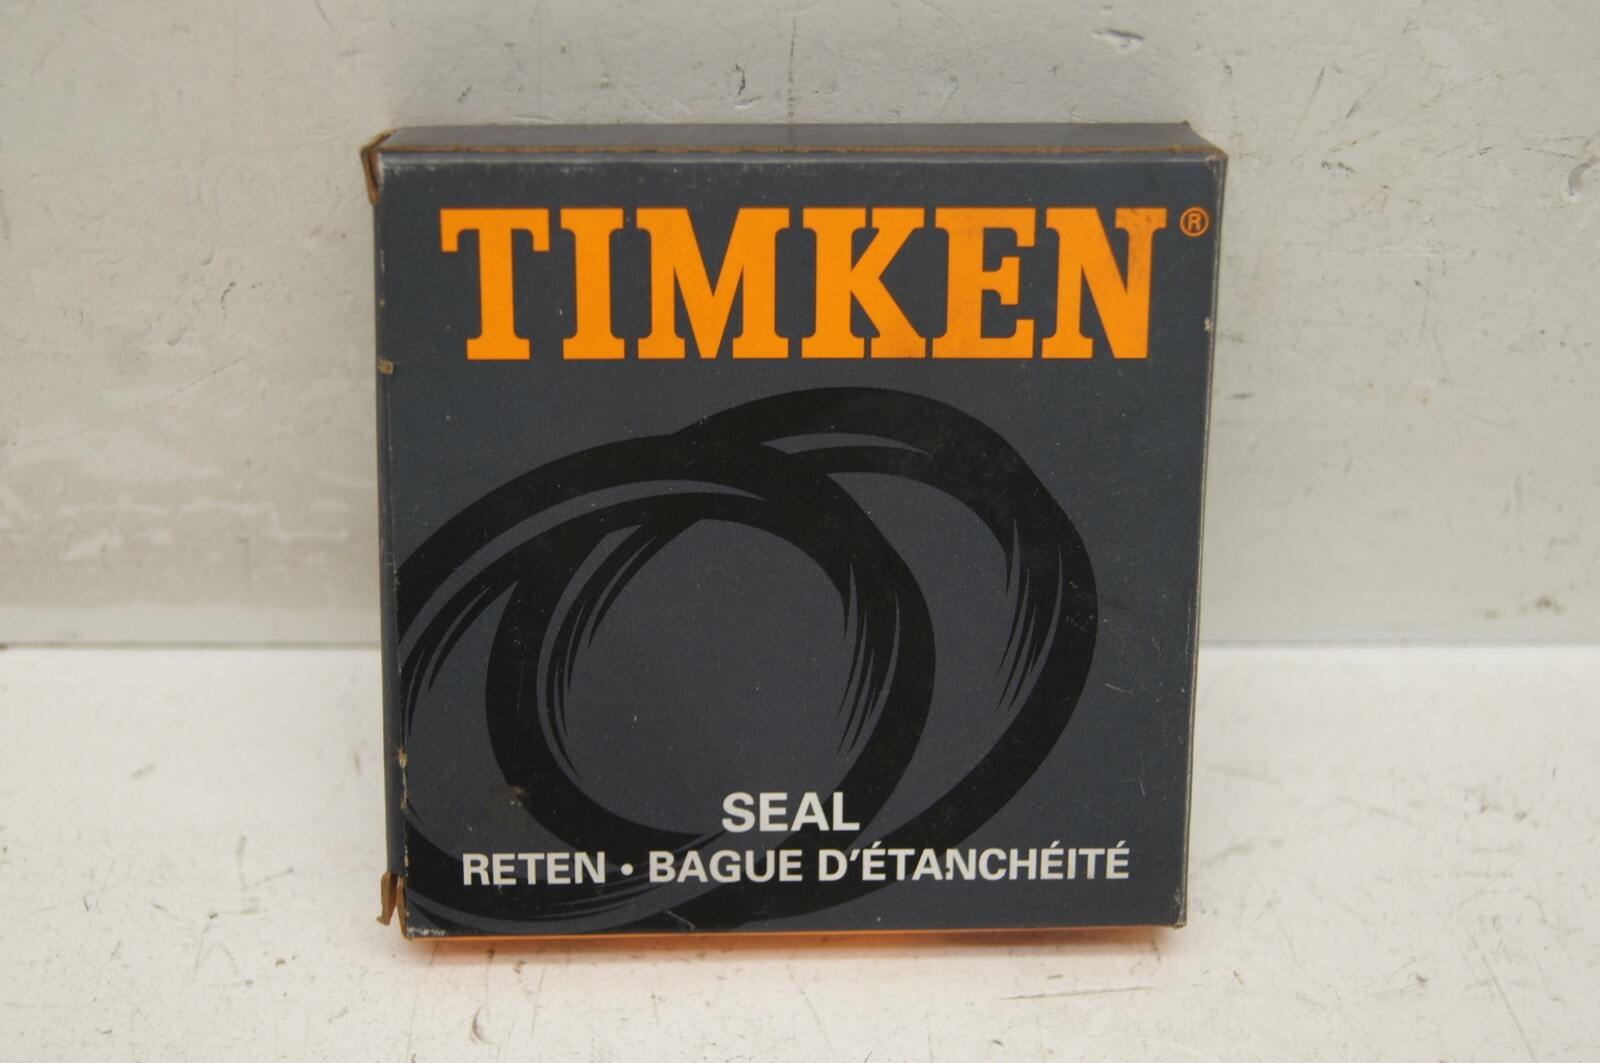 TIMKEN®
SEAL
RETEN • BAGUE D'ÉTANCHÉITÉ